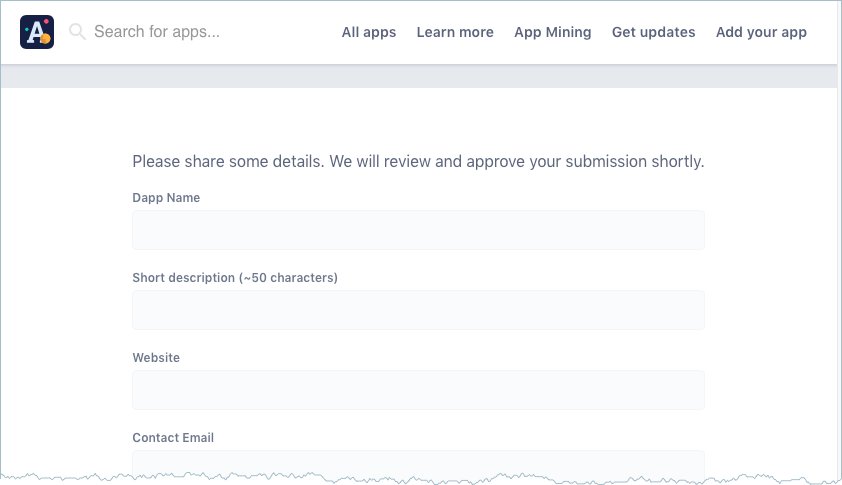 A
Search for apps...
All apps
Learn more
App Mining
Get updates
Add your app
Please share some details. We will review and approve your submission shortly.
Dapp Name
Short description (~50 characters)
Website
Contact Email